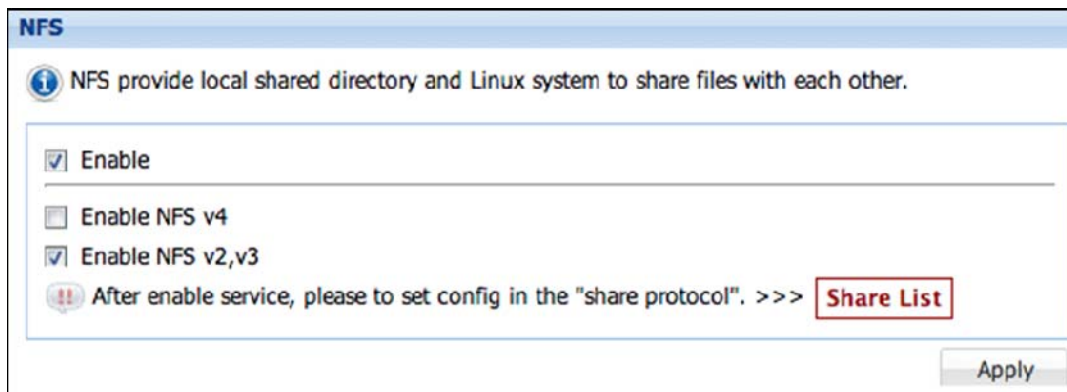 NFS
NFS provide local shared directory and Linux system to share files with each other.
Enable
Enable NFS v4
Enable NFS v2,v3
!! After enable service, please to set config in the "share protocol". >>> Share List
Apply